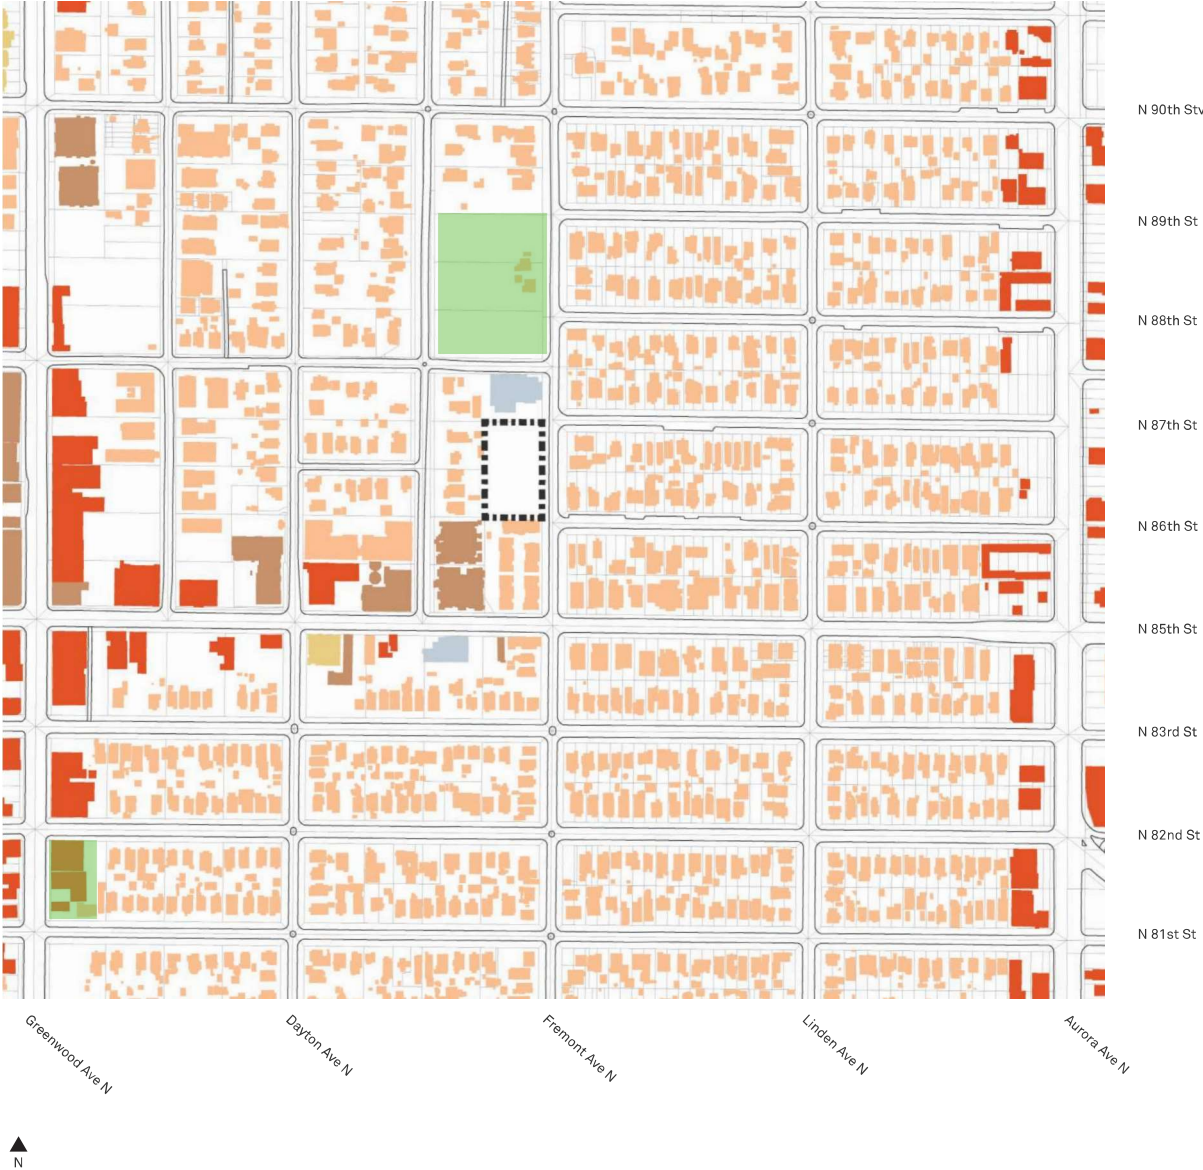 N 90th St
N 89th St
N 88th St
N 87th St
N 86th St
N 85th St
N 83rd St
N 82nd St
N 81st St
Greenwood Ave N
Dayton Ave N
Fremont Ave N
Linden Ave N
Aurora Ave N
N